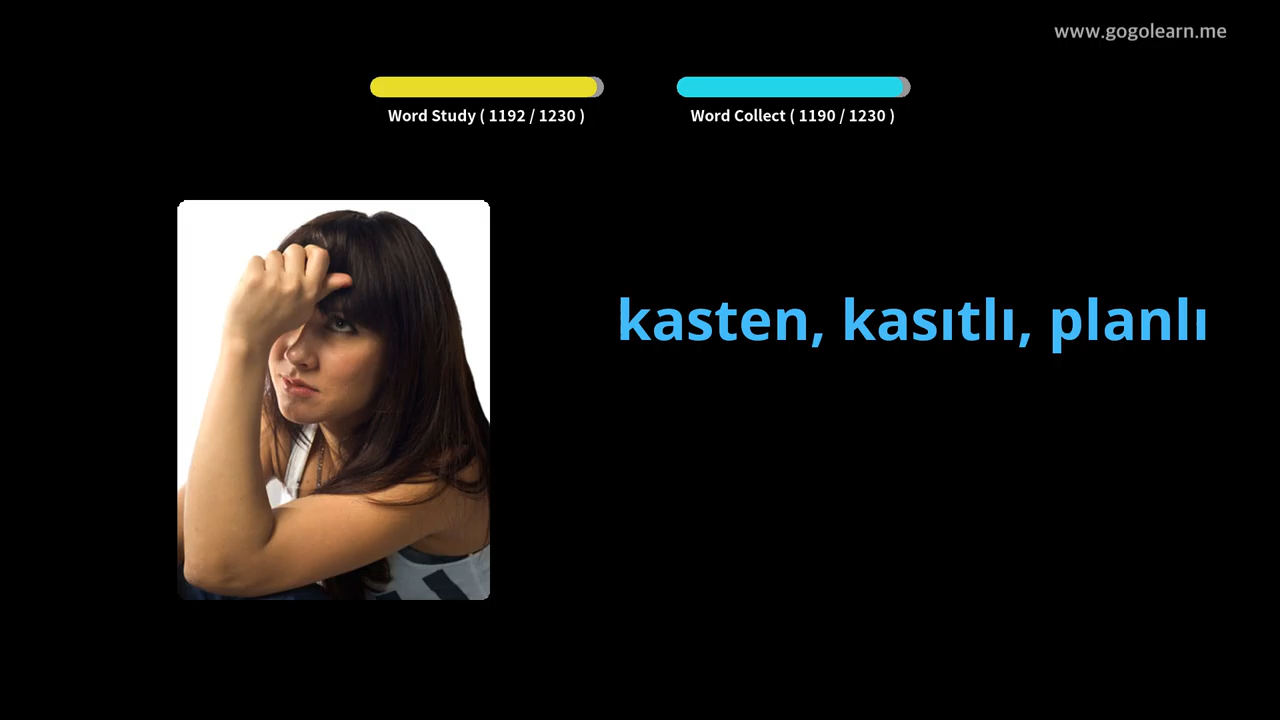 www.gogolearn.me
Word Study ( 1192 / 1230 )
Word Collect ( 1190 / 1230 )
kasten, kasıtlı, planlı